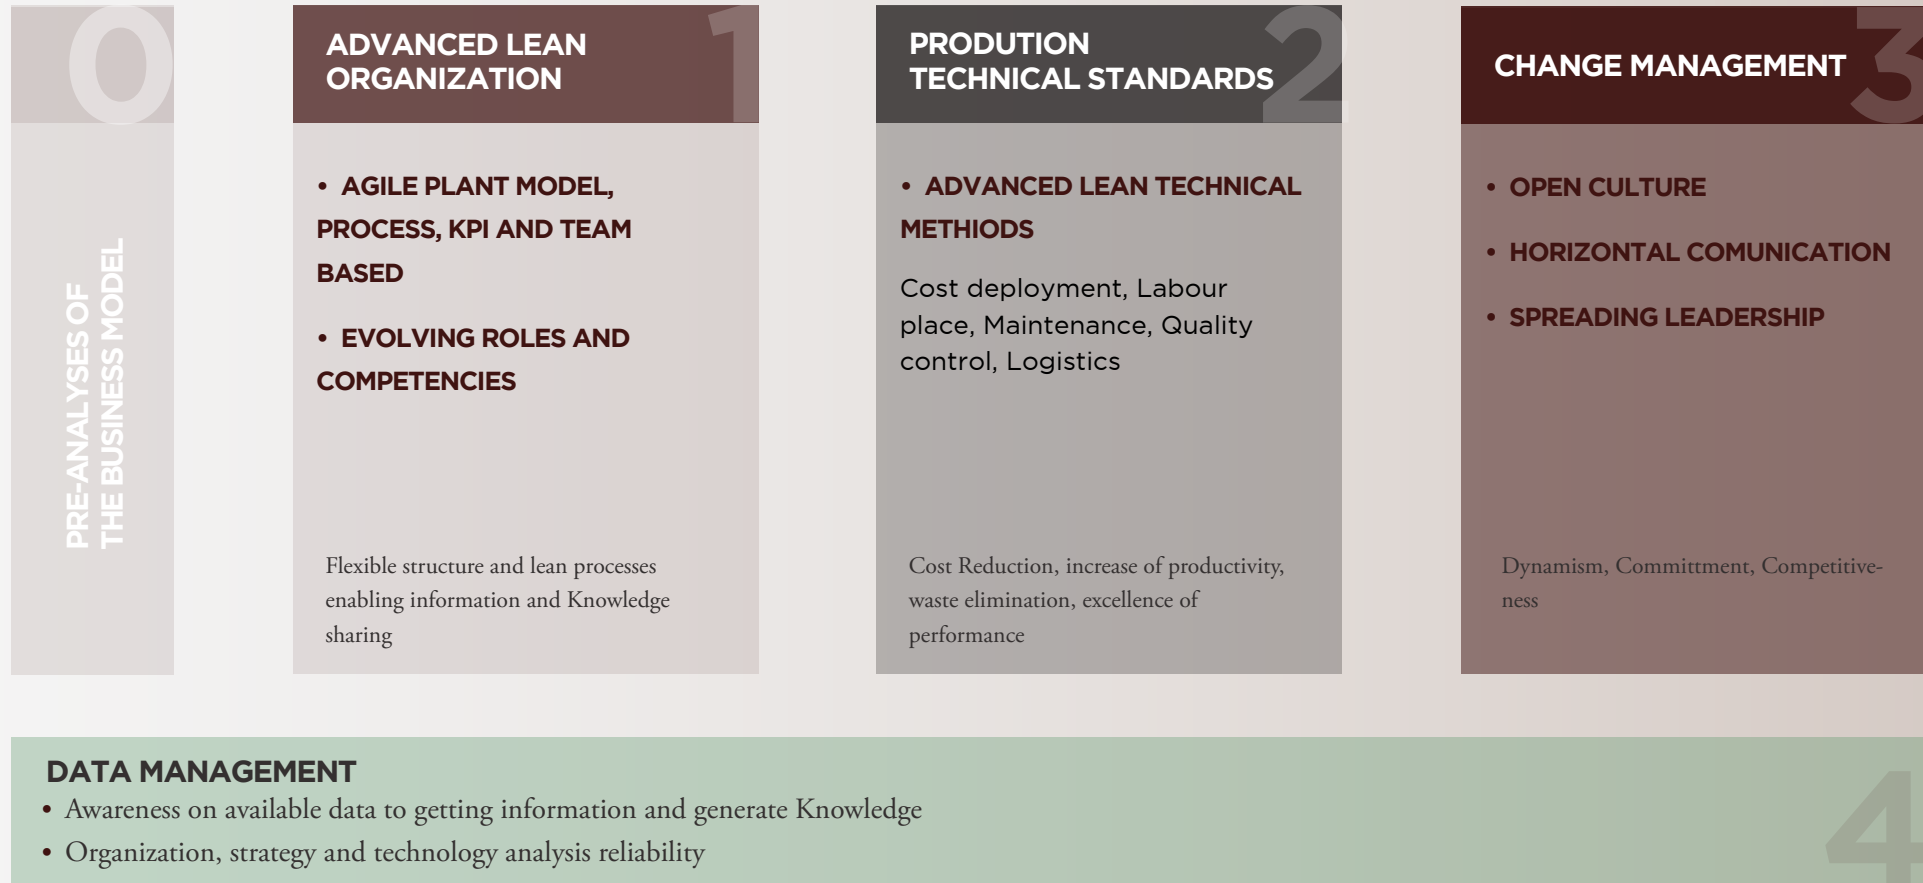 0
PRE-ANALYSES OF
THE BUSINESS MODEL
1
ADVANCED LEAN
ORGANIZATION
• AGILE PLANT MODEL,
PROCESS, KPI AND TEAM
BASED
• EVOLVING ROLES AND
COMPETENCIES
Flexible structure and lean processes
enabling information and Knowledge
sharing
2
PRODUTION
TECHNICAL STANDARDS
• ADVANCED LEAN TECHNICAL
METHIODS
Cost deployment, Labour
place, Maintenance, Quality
control, Logistics
Cost Reduction, increase of productivity,
waste elimination, excellence of
performance
3
CHANGE MANAGEMENT
• OPEN CULTURE
• HORIZONTAL COMUNICATION
• SPREADING LEADERSHIP
Dynamism, Committment, Competitive-
ness
DATA MANAGEMENT
• Awareness on available data to getting information and generate Knowledge
• Organization, strategy and technology analysis reliability
4